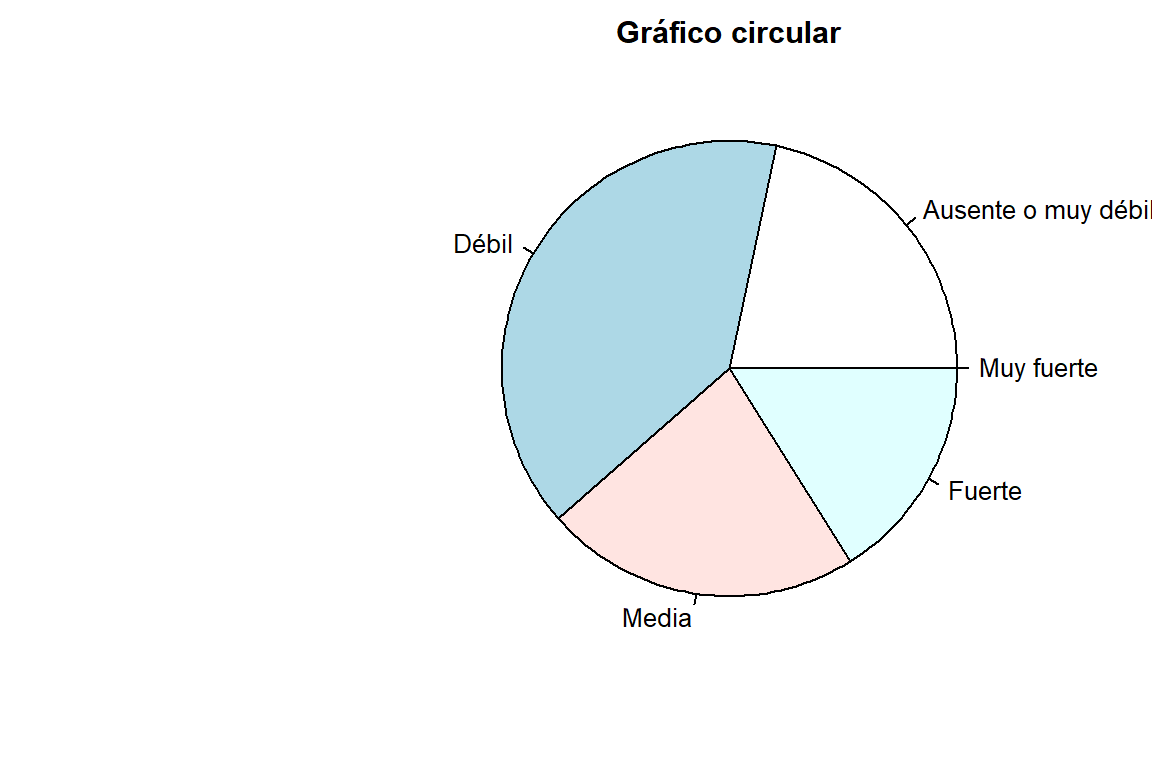 Gráfico circular
Ausente o muy débil
Débil
Muy fuerte
Fuerte
Media